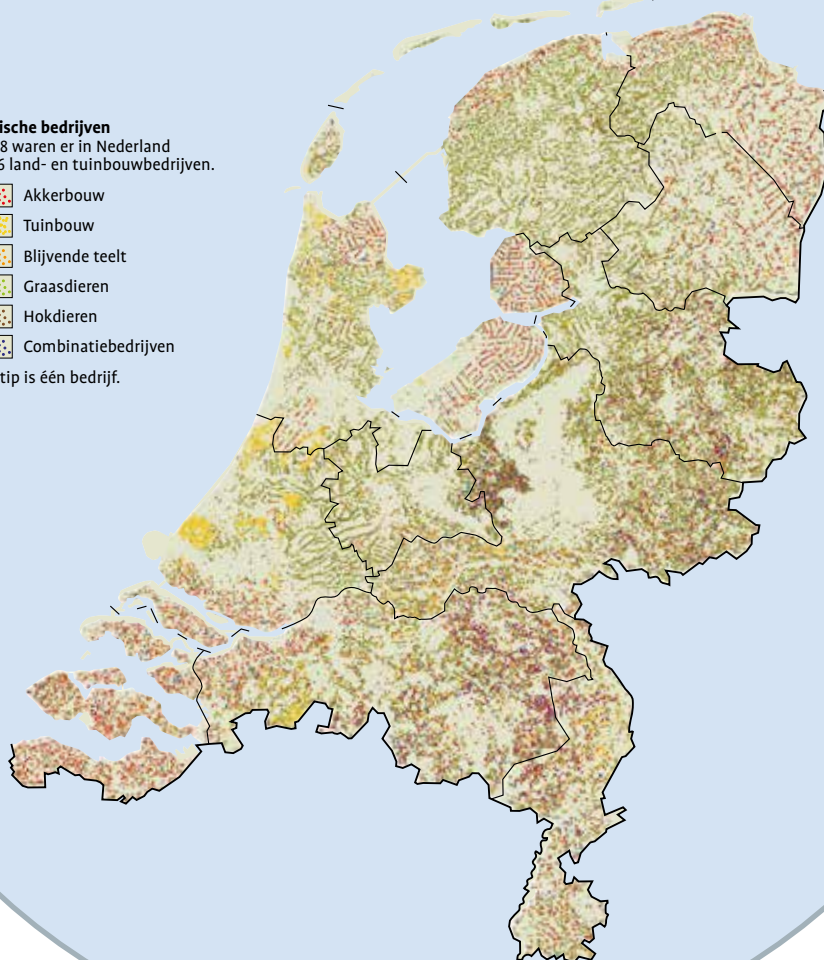 ische bedrijven
8 waren er in Nederland
6 land- en tuinbouwbedrijven.
Akkerbouw
Tuinbouw
Blijvende teelt
Graasdieren
Hokdieren
Combinatiebedrijven
tip is één bedrijf.